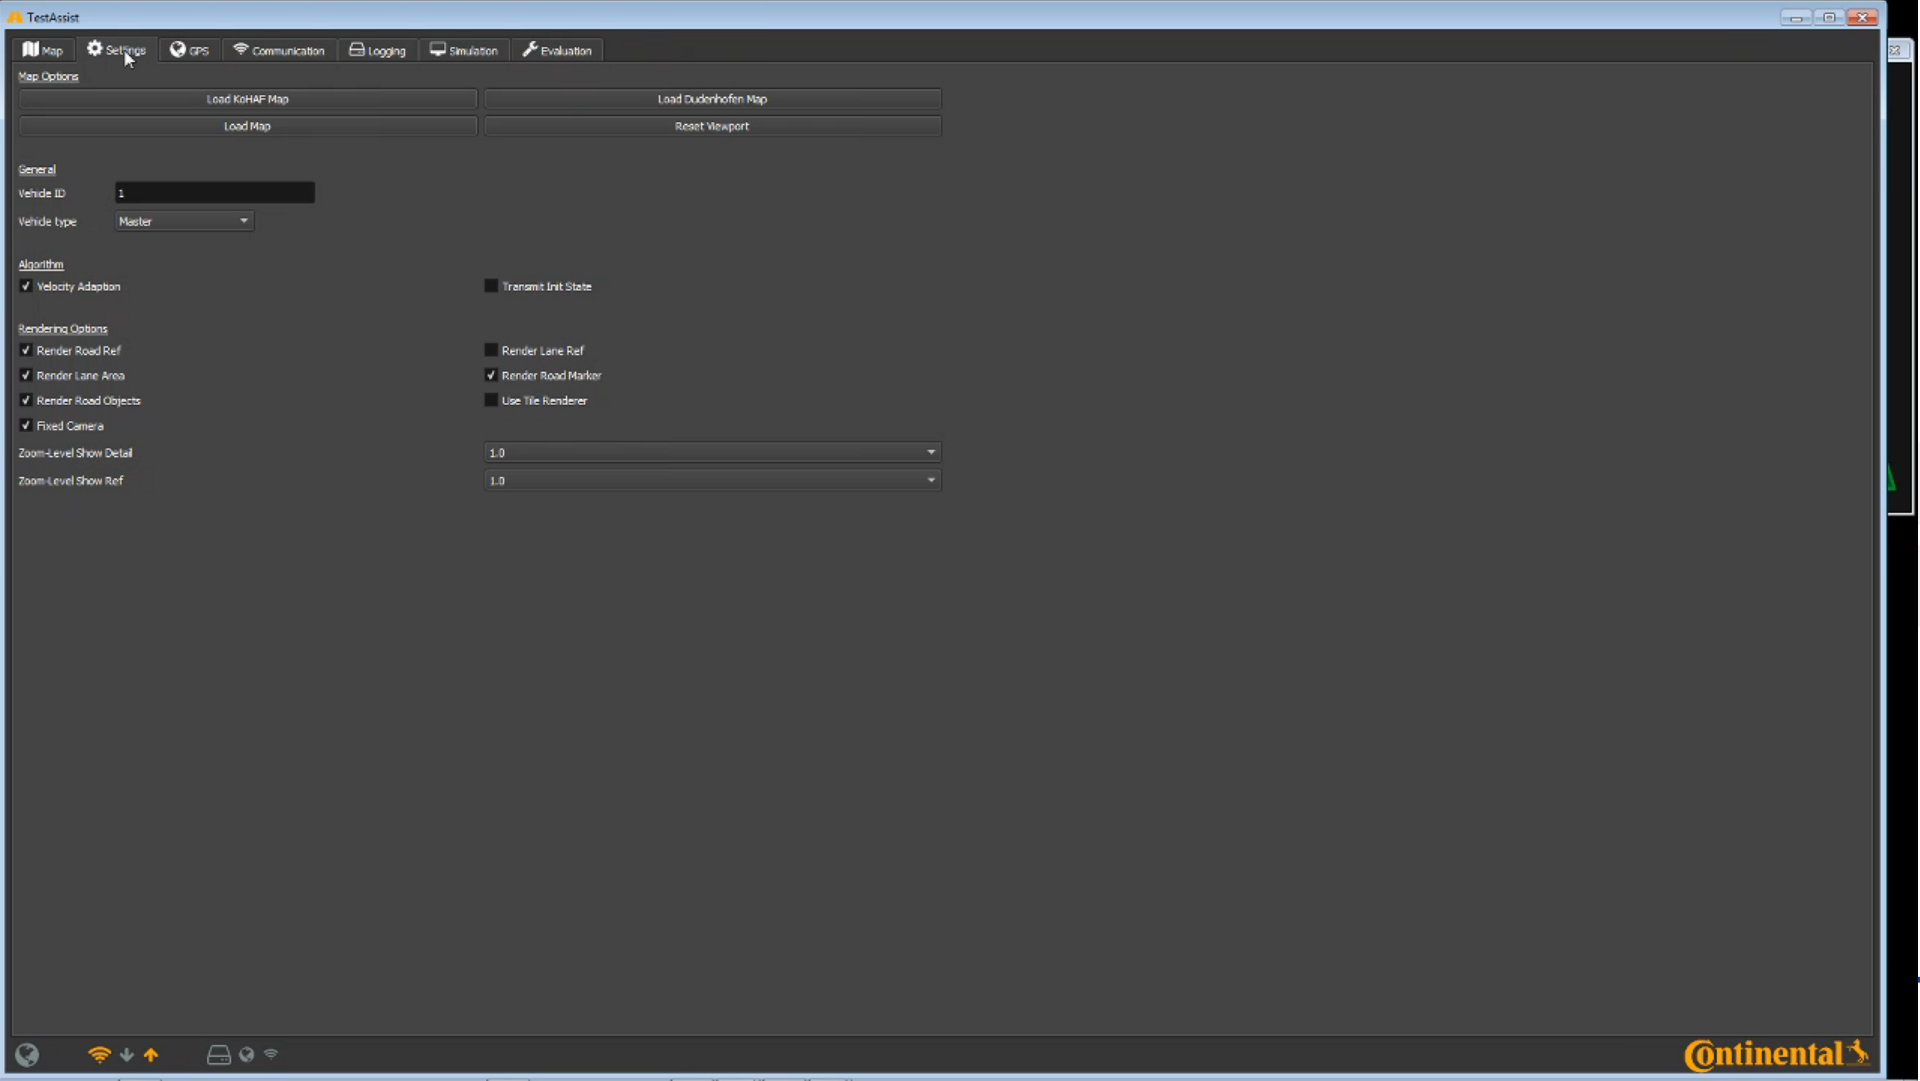 TestAssist
Map Settings GPS Communication Logging Simulation Evaluation
Map Options
Load KoHAF Map Load Dudenhofen Map
Load Map Reset Viewport
General
Vehicle ID 1
Vehicle type Master
Algorithm
Velocity Adaption Transmit Init State
Rendering Options
Render Road Ref Render Lane Ref
Render Lane Area Render Road Marker
Render Road Objects Use Tile Renderer
Fixed Camera
Zoom-Level Show Detail 1.0
Zoom-Level Show Ref 1.0
Continental